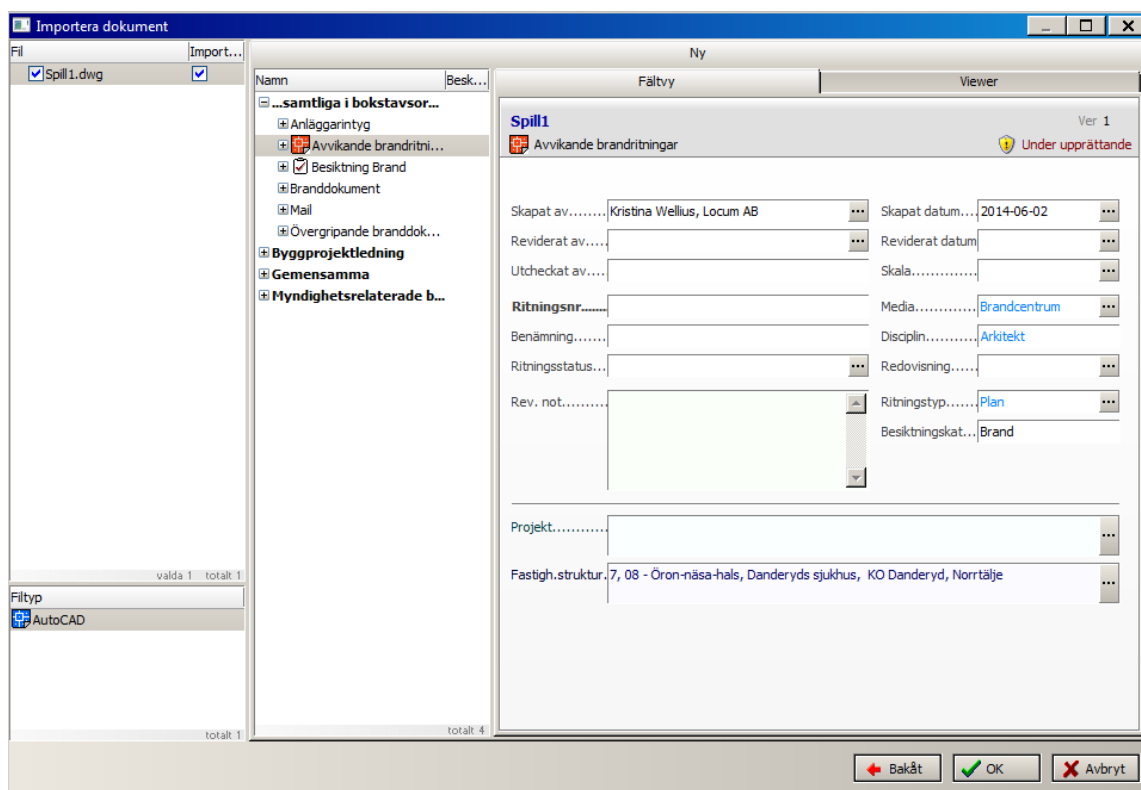 Importera dokument
Fil Import...
Spill1.dwg
valda 1 totalt 1
Filtyp
AutoCAD
totalt 1
Ny
Namn Besk...
...samtliga i bokstavsor...
Anläggarintyg
Avvikande brandritni...
Besiktning Brand
Branddokument
Mail
Övergripande branddok...
Byggprojektledning
Gemensamma
Myndighetsrelaterade b...
totalt 4
Fältvy Viewer
Spill1 Ver 1
Avvikande brandritningar Under upprättande
Skapat av........ Kristina Wellius, Locum AB ... Skapat datum.... 2014-06-02 ...
Reviderat av..... ... Reviderat datum ...
Utcheckat av.... Skala............. ...
Ritningsnr........ Media............. Brandcentrum ...
Benämning....... Disciplin........... Arkitekt
Ritningsstatus... ... Redovisning...... ...
Rev. not.......... Ritningstyp....... Plan ...
Besiktningskat... Brand
Projekt............ ...
Fastigh.struktur. 7, 08 - Öron-näsa-hals, Danderyds sjukhus, KO Danderyd, Norrtälje ...
Bakåt OK Avbryt